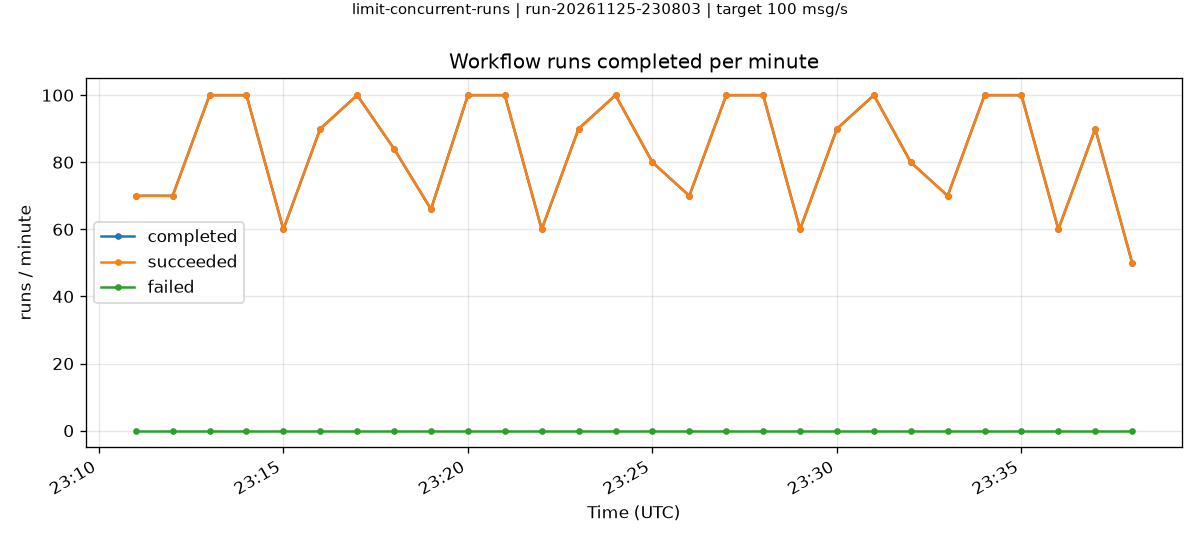 limit-concurrent-runs | run-20261125-230803 | target 100 msg/s
Workflow runs completed per minute
100
80
60
40
20
0
runs / minute
completed
succeeded
failed
23:10
23:15
23:20
23:25
23:30
23:35
Time (UTC)